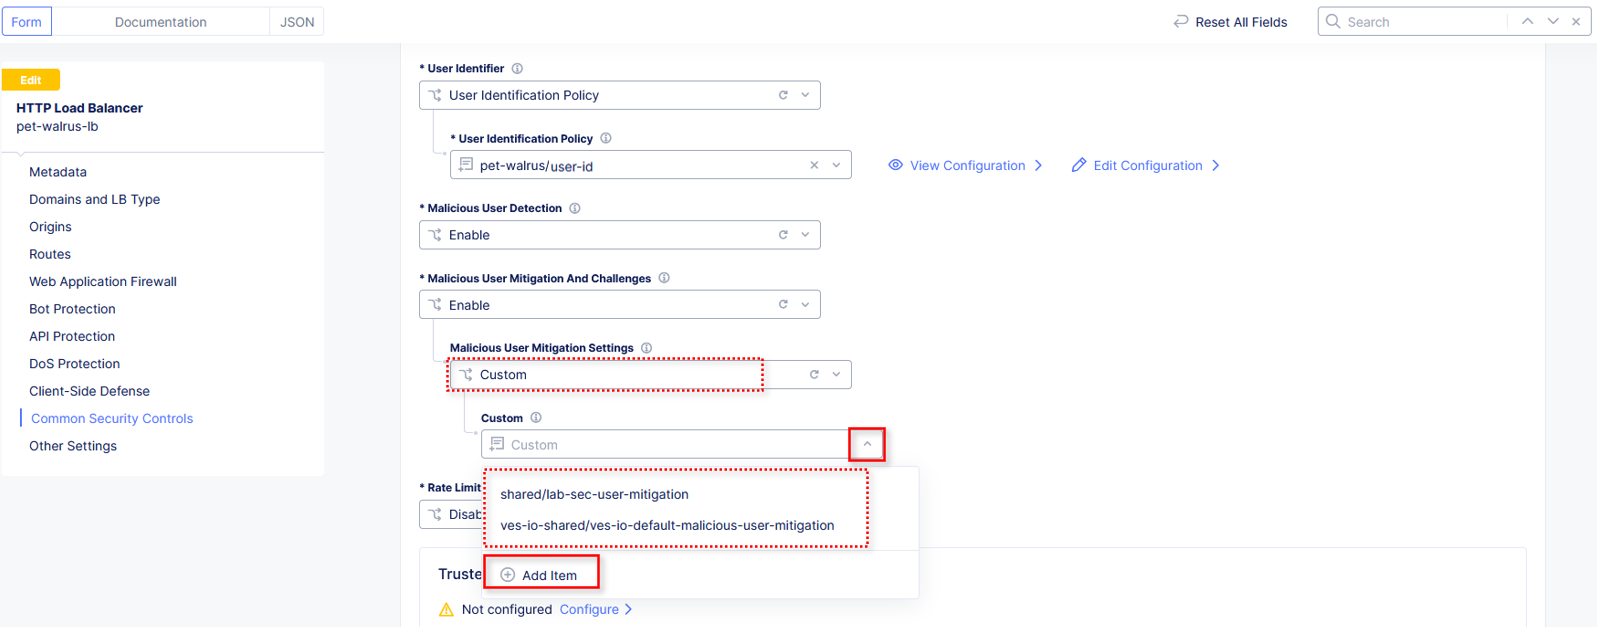 Form
Documentation
JSON
Reset All Fields
Search
Edit
HTTP Load Balancer
pet-walrus-lb
Metadata
Domains and LB Type
Origins
Routes
Web Application Firewall
Bot Protection
API Protection
DoS Protection
Client-Side Defense
Common Security Controls
Other Settings
* User Identifier
User Identification Policy
* User Identification Policy
pet-walrus/user-id
View Configuration
Edit Configuration
* Malicious User Detection
Enable
* Malicious User Mitigation And Challenges
Enable
Malicious User Mitigation Settings
Custom
Custom
Custom
shared/lab-sec-user-mitigation
ves-io-shared/ves-io-default-malicious-user-mitigation
Add Item
* Rate Limit
Disab
Truste
Not configured Configure